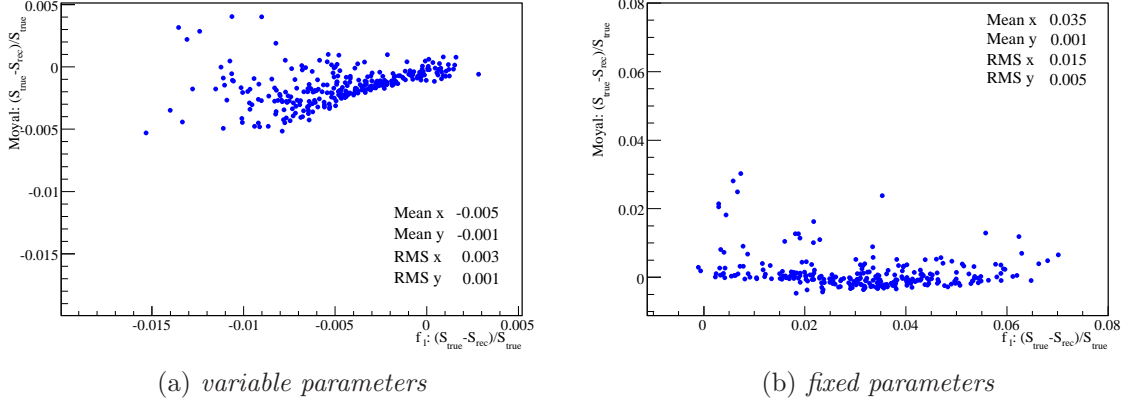 Moyal: (S_true-S_rec)/S_true
0.005
0
-0.005
-0.01
-0.015
Mean x -0.005
Mean y -0.001
RMS x 0.003
RMS y 0.001
-0.015 -0.01 -0.005 0 0.005
f_1: (S_true-S_rec)/S_true
(a) variable parameters
Moyal: (S_true-S_rec)/S_true
0.08
0.06
0.04
0.02
0
Mean x 0.035
Mean y 0.001
RMS x 0.015
RMS y 0.005
0 0.02 0.04 0.06 0.08
f_1: (S_true-S_rec)/S_true
(b) fixed parameters